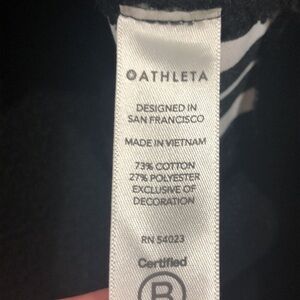 ATHLETA
DESIGNED IN
SAN FRANCISCO
MADE IN VIETNAM
73% COTTON
27% POLYESTER
EXCLUSIVE OF
DECORATION
RN 54023
Certified
B